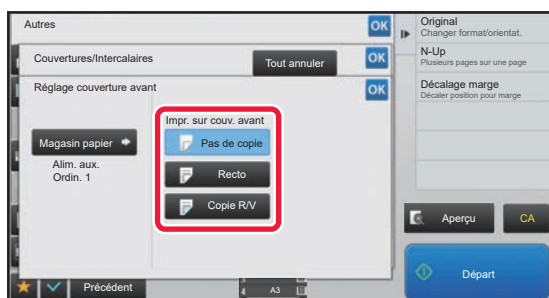 Autres
OK
Couvertures/Intercalaires
Tout annuler
OK
Réglage couverture avant
OK
Impr. sur couv. avant
Magasin papier
Pas de copie
Alim. aux.
Ordin. 1
Recto
Copie R/V
Précédent
A3
Original
Changer format/orientat.
N-Up
Plusieurs pages sur une page
Décalage marge
Décaler position pour marge
Aperçu
CA
Départ